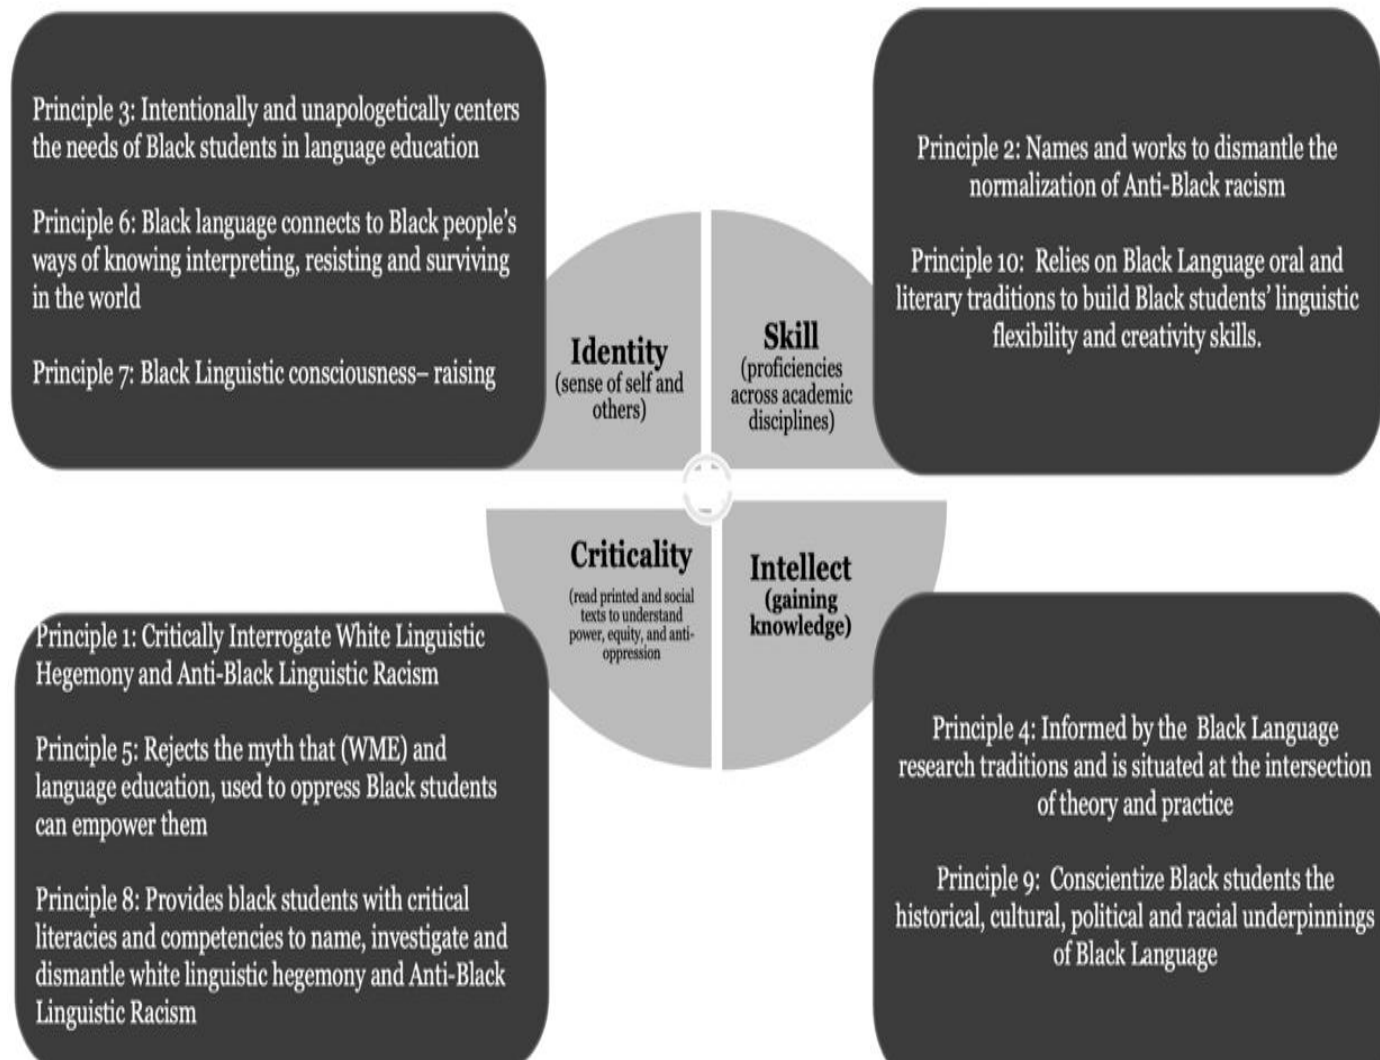 Principle 3: Intentionally and unapologetically centers
the needs of Black students in language education
Principle 6: Black language connects to Black people's
ways of knowing interpreting, resisting and surviving
in the world
Principle 7: Black Linguistic consciousness– raising
Principle 2: Names and works to dismantle the
normalization of Anti-Black racism
Principle 10: Relies on Black Language oral and
literary traditions to build Black students' linguistic
flexibility and creativity skills.
Identity
(sense of self and
others)
Skill
(proficiencies
across academic
disciplines)
Criticality
(read printed and social
texts to understand
power, equity, and anti-
oppression
Intellect
(gaining
knowledge)
Principle 1: Critically Interrogate White Linguistic
Hegemony and Anti-Black Linguistic Racism
Principle 5: Rejects the myth that (WME) and
language education, used to oppress Black students
can empower them
Principle 8: Provides black students with critical
literacies and competencies to name, investigate and
dismantle white linguistic hegemony and Anti-Black
Linguistic Racism
Principle 4: Informed by the Black Language
research traditions and is situated at the intersection
of theory and practice
Principle 9: Conscientize Black students the
historical, cultural, political and racial underpinnings
of Black Language